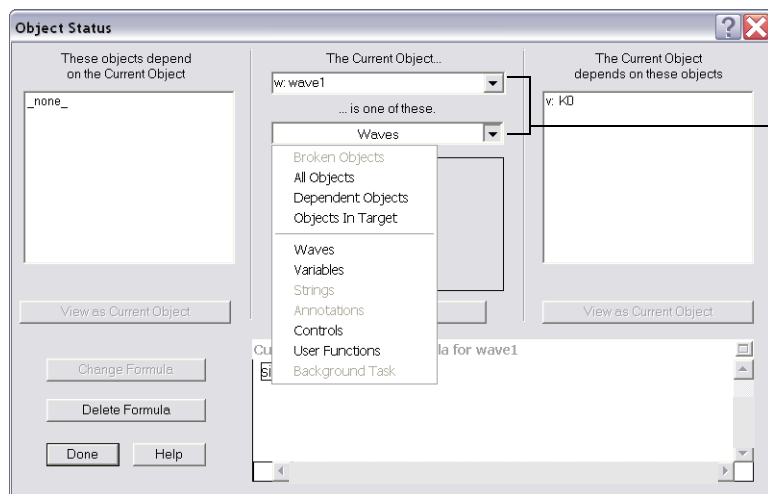 Object Status
These objects depend
on the Current Object
_none_
View as Current Object
The Current Object...
w: wave1
... is one of these.
Waves
Broken Objects
All Objects
Dependent Objects
Objects In Target
Waves
Variables
Strings
Annotations
Controls
User Functions
Background Task
The Current Object
depends on these objects
v: K0
View as Current Object
Change Formula
Delete Formula
Done
Help
Cu
la for wave1
si